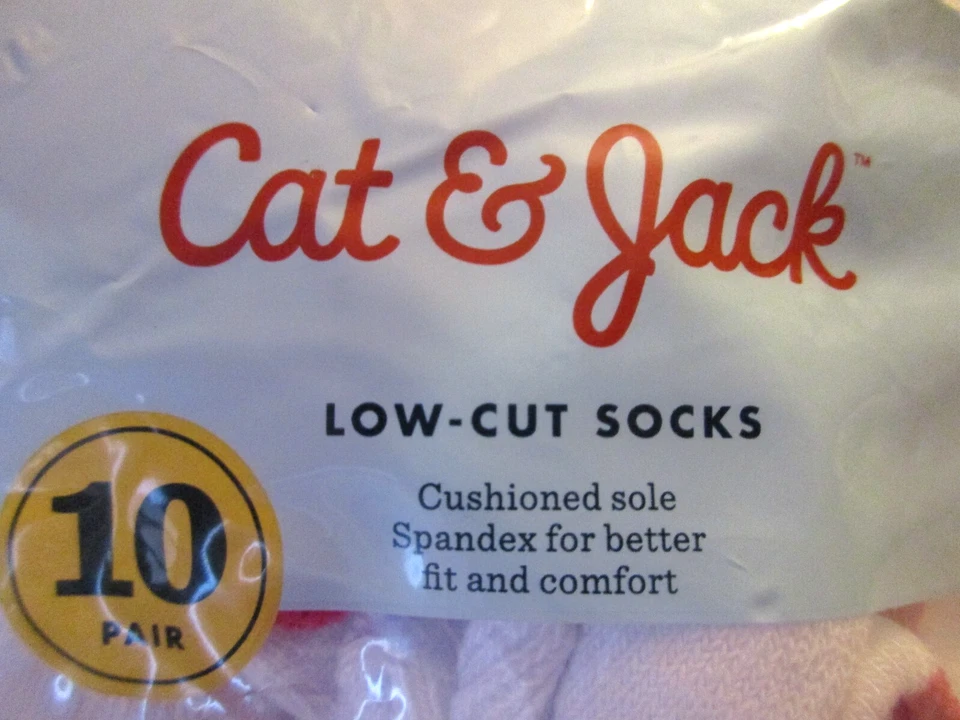 Cat & Jack™
LOW-CUT SOCKS
Cushioned sole
Spandex for better
fit and comfort
10
PAIR